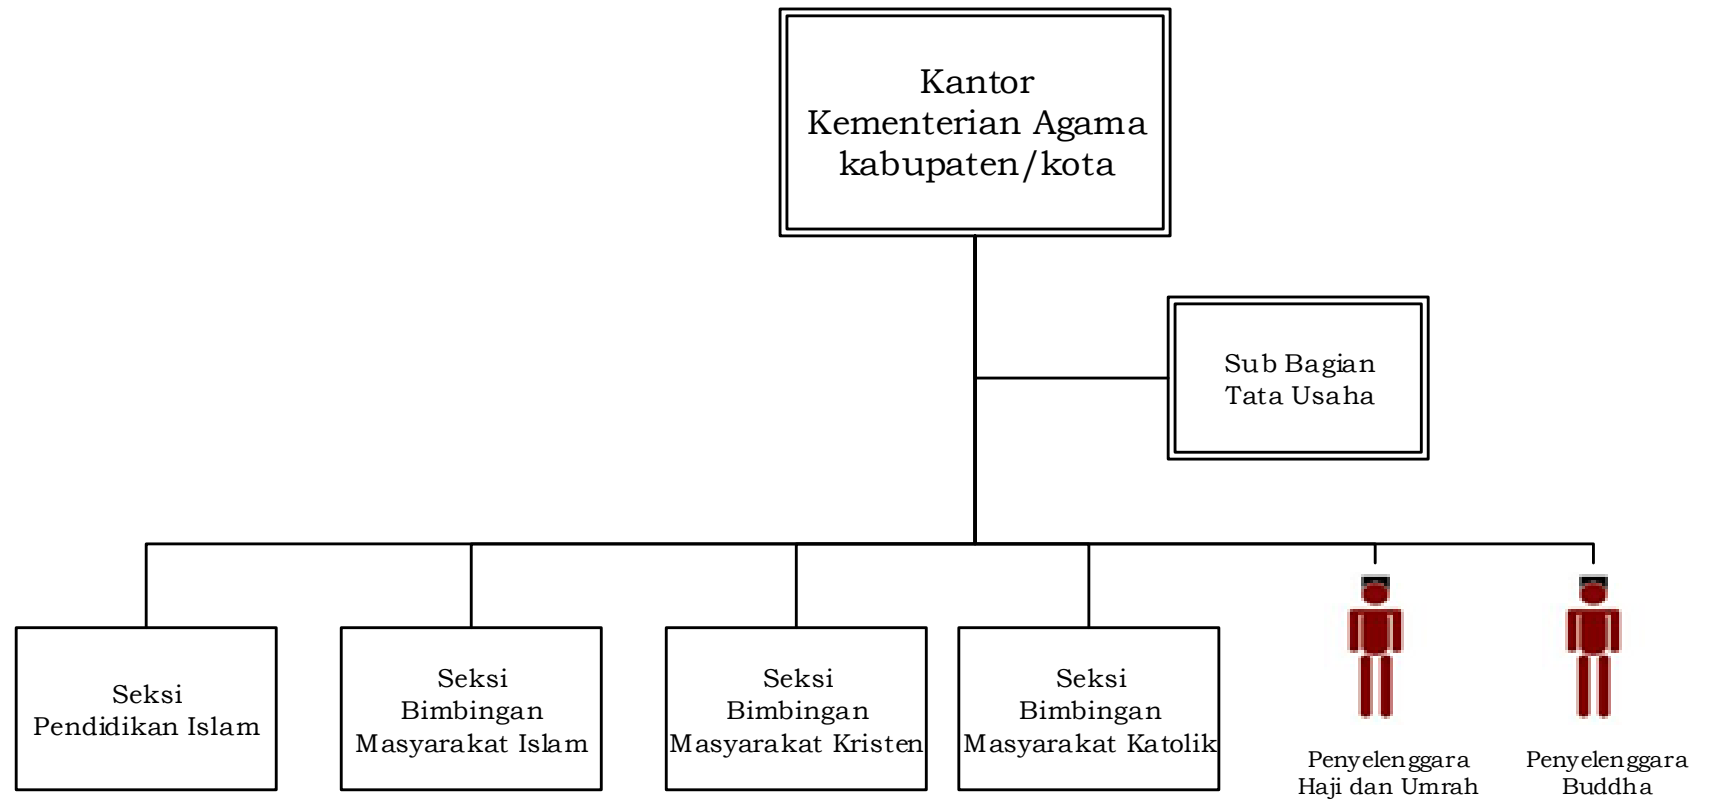 Kantor
Kementerian Agama
kabupaten/kota
Sub Bagian
Tata Usaha
Seksi
Pendidikan Islam
Seksi
Bimbingan
Masyarakat Islam
Seksi
Bimbingan
Masyarakat Kristen
Seksi
Bimbingan
Masyarakat Katolik
Penyelenggara
Haji dan Umrah
Penyelenggara
Buddha